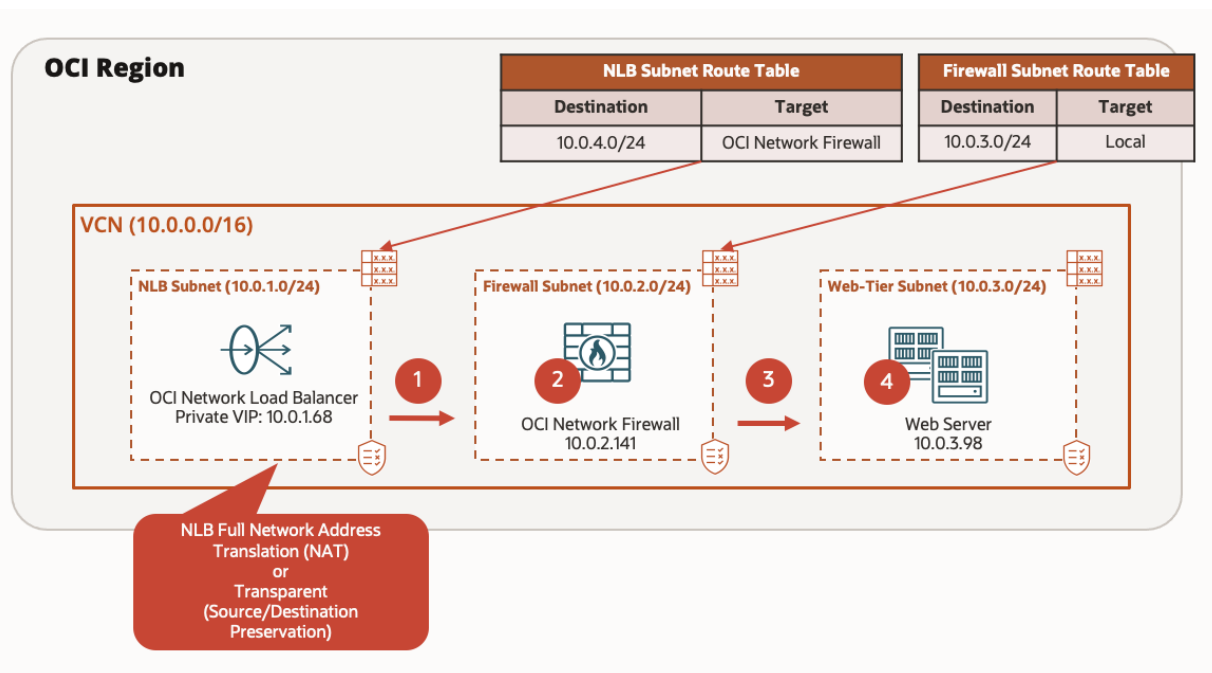 OCI Region
NLB Subnet Route Table
Destination Target
10.0.4.0/24 OCI Network Firewall
Firewall Subnet Route Table
Destination Target
10.0.3.0/24 Local
VCN (10.0.0.0/16)
x.x.x.
x.x.x.
x.x.x.
x.x.x.
x.x.x.
x.x.x.
x.x.x.
x.x.x.
x.x.x.
NLB Subnet (10.0.1.0/24)
OCI Network Load Balancer
Private VIP: 10.0.1.68
1
Firewall Subnet (10.0.2.0/24)
2
OCI Network Firewall
10.0.2.141
3
Web-Tier Subnet (10.0.3.0/24)
4
Web Server
10.0.3.98
NLB Full Network Address
Translation (NAT)
or
Transparent
(Source/Destination
Preservation)